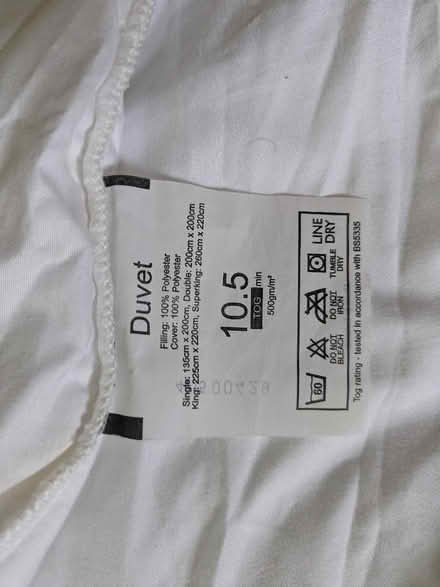 Duvet
Filling: 100% Polyester
Cover: 100% Polyester
Single: 135cm x 200cm, Double: 200cm x 200cm
King: 225cm x 220cm, Superking: 260cm x 220cm
10.5
TOG min
500gm/m²
60
DO NOT BLEACH
DO NOT IRON
TUMBLE DRY
LINE DRY
Tog rating - tested in accordance with BS5335